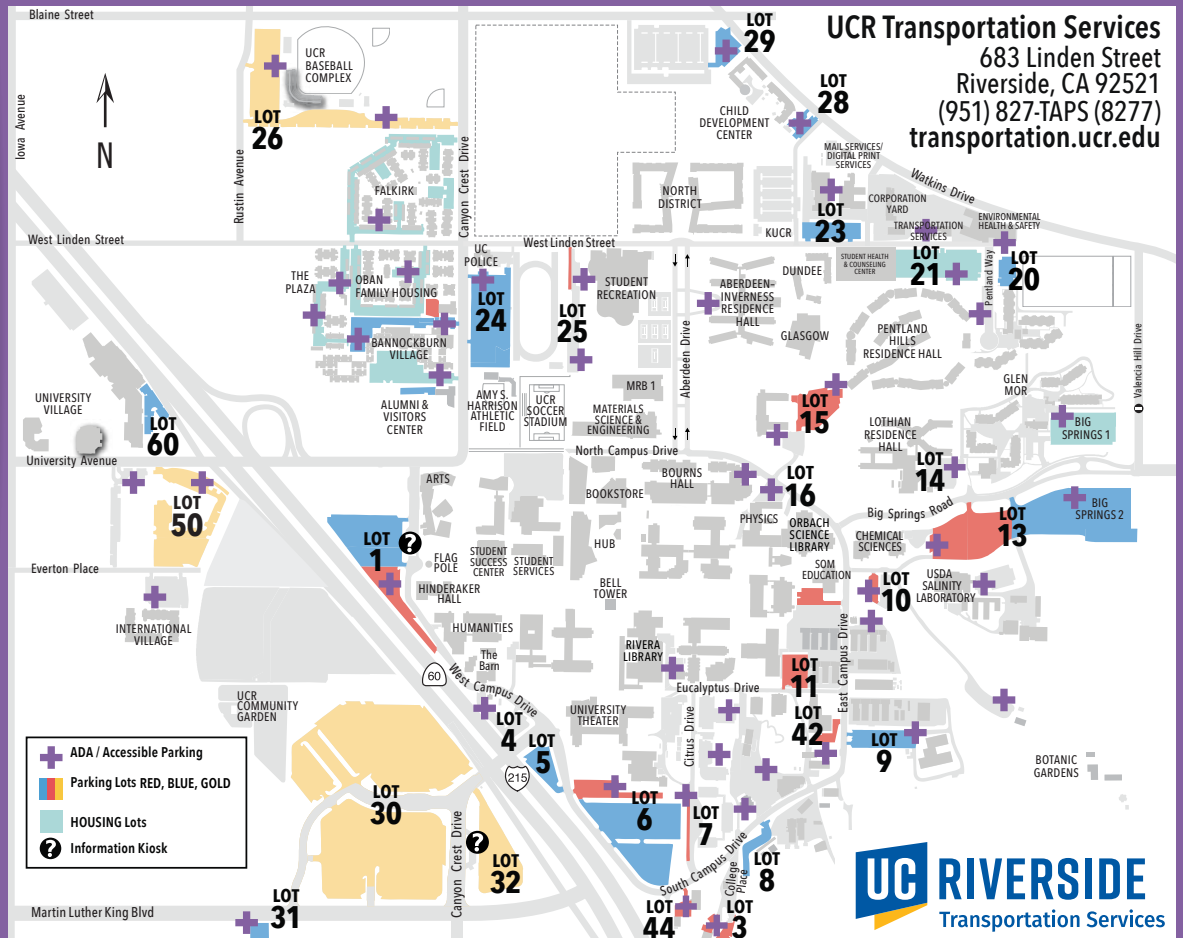 Blaine Street
UCR Transportation Services
683 Linden Street
Riverside, CA 92521
(951) 827-TAPS (8277)
transportation.ucr.edu
LOT
29
UCR
BASEBALL
COMPLEX
Iowa Avenue
N
LOT
26
Rustin Avenue
Canyon Crest Drive
FALKIRK
CHILD
DEVELOPMENT
CENTER
LOT
28
MAIL SERVICES/
DIGITAL PRINT
SERVICES
Watkins Drive
NORTH
DISTRICT
CORPORATION
YARD
LOT
23
KUCR
TRANSPORTATION
SERVICES
ENVIRONMENTAL
HEALTH & SAFETY
West Linden Street
West Linden Street
UC
POLICE
THE
PLAZA
OBAN
FAMILY HOUSING
LOT
24
STUDENT
RECREATION
LOT
25
ABERDEEN-
INVERNESS
RESIDENCE
HALL
DUNDEE
STUDENT HEALTH
& COUNSELING
CENTER
LOT
21
Pentland Way
LOT
20
Aberdeen Drive
GLASGOW
PENTLAND
HILLS
RESIDENCE HALL
Valencia Hill Drive
BANNOCKBURN
VILLAGE
UNIVERSITY
VILLAGE
LOT
60
ALUMNI &
VISITORS
CENTER
AMY S.
HARRISON
ATHLETIC
FIELD
UCR
SOCCER
STADIUM
MRB 1
MATERIALS
SCIENCE &
ENGINEERING
LOT
15
GLEN
MOR
LOTHIAN
RESIDENCE
HALL
BIG
SPRINGS 1
University Avenue
North Campus Drive
LOT
14
LOT
50
ARTS
BOOKSTORE
BOURNS
HALL
LOT
16
PHYSICS
Big Springs Road
BIG
SPRINGS 2
LOT
13
LOT
1
?
FLAG
POLE
STUDENT
SUCCESS
CENTER
STUDENT
SERVICES
HUB
ORBACH
SCIENCE
LIBRARY
CHEMICAL
SCIENCES
Everton Place
HINDERAKER
HALL
BELL
TOWER
SOM
EDUCATION
LOT
10
USDA
SALINITY
LABORATORY
INTERNATIONAL
VILLAGE
HUMANITIES
The
Barn
RIVERA
LIBRARY
East Campus Drive
60
West Campus Drive
LOT
11
Eucalyptus Drive
UCR
COMMUNITY
GARDEN
LOT
4
UNIVERSITY
THEATER
Citrus Drive
LOT
42
LOT
9
LOT
5
215
BOTANIC
GARDENS
ADA / Accessible Parking
Parking Lots RED, BLUE, GOLD
HOUSING Lots
?
Information Kiosk
LOT
30
LOT
6
LOT
7
Canyon Crest Drive
?
LOT
32
South Campus Drive
College
Place
LOT
8
Martin Luther King Blvd
LOT
31
LOT
44
LOT
3
UC RIVERSIDE
Transportation Services